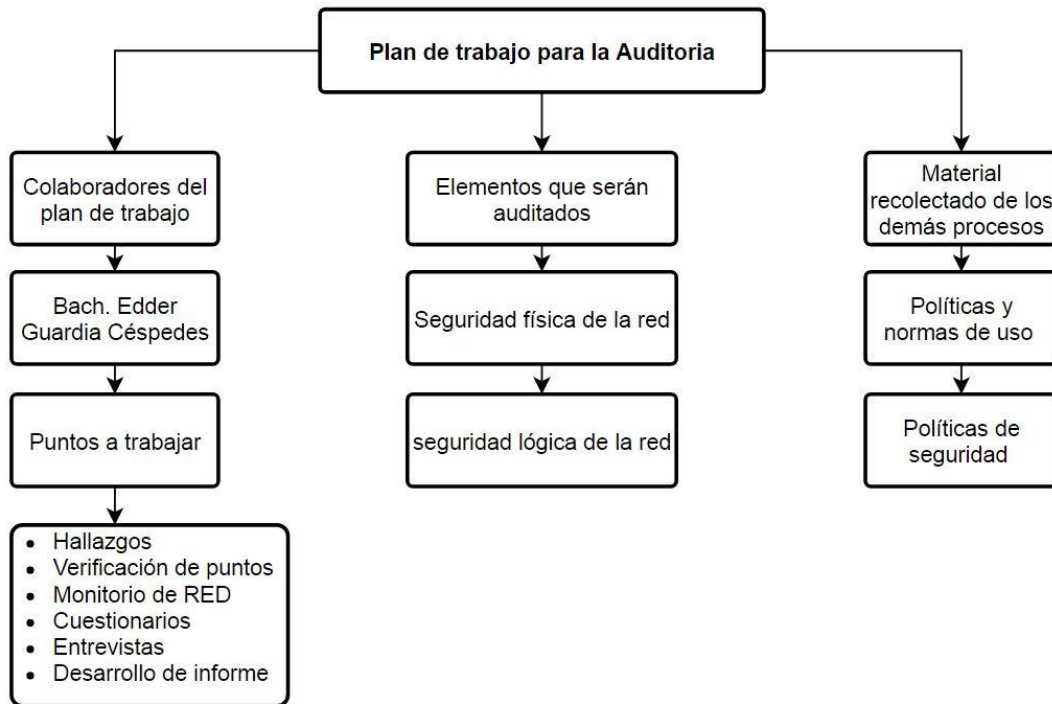 Plan de trabajo para la Auditoria
Colaboradores del
plan de trabajo
Bach. Edder
Guardia Céspedes
Puntos a trabajar
• Hallazgos
• Verificación de puntos
• Monitorio de RED
• Cuestionarios
• Entrevistas
• Desarrollo de informe
Elementos que serán
auditados
Seguridad física de la red
seguridad lógica de la red
Material
recolectado de los
demás procesos
Políticas y
normas de uso
Políticas de
seguridad